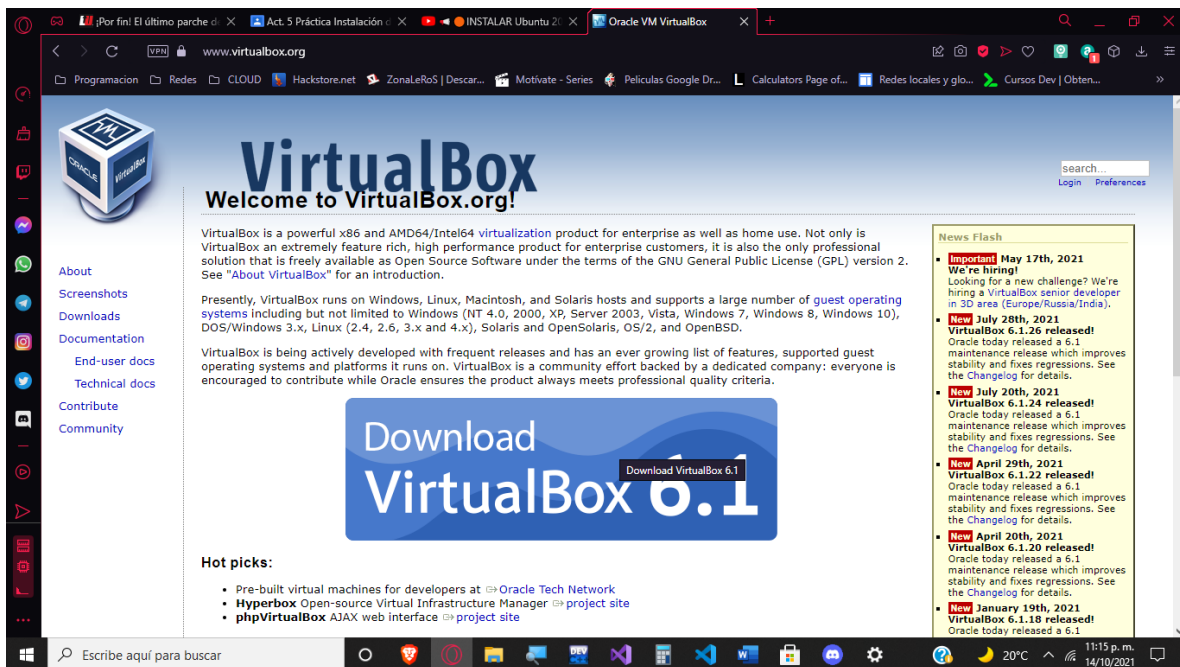 ¡Por fin! El último parche de
Act. 5 Práctica Instalación d
INSTALAR Ubuntu 20
Oracle VM VirtualBox
VPN
www.virtualbox.org
Programacion
Redes
CLOUD
Hackstore.net
ZonaLeRoS | Descar...
Motívate - Series
Peliculas Google Dr...
Calculators Page of...
Redes locales y glo...
Cursos Dev | Obten...
ORACLE
VirtualBox
VirtualBox
search...
Login Preferences
Welcome to VirtualBox.org!
About
Screenshots
Downloads
Documentation
End-user docs
Technical docs
Contribute
Community
VirtualBox is a powerful x86 and AMD64/Intel64 virtualization product for enterprise as well as home use. Not only is
VirtualBox an extremely feature rich, high performance product for enterprise customers, it is also the only professional
solution that is freely available as Open Source Software under the terms of the GNU General Public License (GPL) version 2.
See "About VirtualBox" for an introduction.
Presently, VirtualBox runs on Windows, Linux, Macintosh, and Solaris hosts and supports a large number of guest operating
systems including but not limited to Windows (NT 4.0, 2000, XP, Server 2003, Vista, Windows 7, Windows 8, Windows 10),
DOS/Windows 3.x, Linux (2.4, 2.6, 3.x and 4.x), Solaris and OpenSolaris, OS/2, and OpenBSD.
VirtualBox is being actively developed with frequent releases and has an ever growing list of features, supported guest
operating systems and platforms it runs on. VirtualBox is a community effort backed by a dedicated company: everyone is
encouraged to contribute while Oracle ensures the product always meets professional quality criteria.
Download
VirtualBox 6.1
Download VirtualBox 6.1
Hot picks:
Pre-built virtual machines for developers at Oracle Tech Network
Hyperbox Open-source Virtual Infrastructure Manager project site
phpVirtualBox AJAX web interface project site
News Flash
Important May 17th, 2021
We're hiring!
Looking for a new challenge? We're
hiring a VirtualBox senior developer
in 3D area (Europe/Russia/India).
New July 28th, 2021
VirtualBox 6.1.26 released!
Oracle today released a 6.1
maintenance release which improves
stability and fixes regressions. See
the Changelog for details.
New July 20th, 2021
VirtualBox 6.1.24 released!
Oracle today released a 6.1
maintenance release which improves
stability and fixes regressions. See
the Changelog for details.
New April 29th, 2021
VirtualBox 6.1.22 released!
Oracle today released a 6.1
maintenance release which improves
stability and fixes regressions. See
the Changelog for details.
New April 20th, 2021
VirtualBox 6.1.20 released!
Oracle today released a 6.1
maintenance release which improves
stability and fixes regressions. See
the Changelog for details.
New January 19th, 2021
VirtualBox 6.1.18 released!
Oracle today released a 6.1
Escribe aquí para buscar
DEV
20°C
11:15 p. m.
14/10/2021